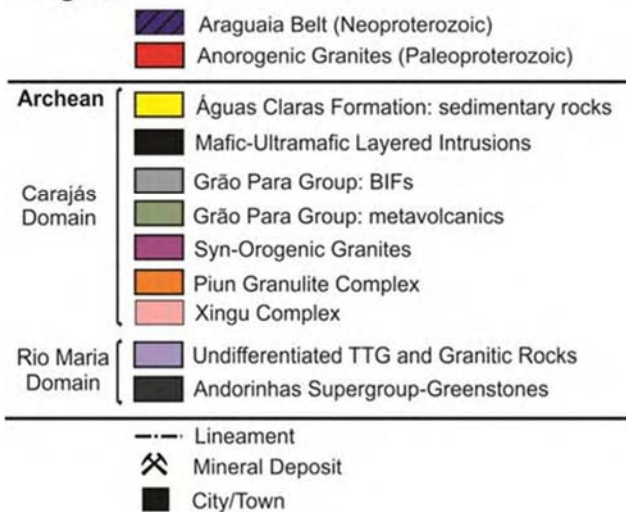 Araguaia Belt (Neoproterozoic)
Anorogenic Granites (Paleoproterozoic)
Archean
Águas Claras Formation: sedimentary rocks
Mafic-Ultramafic Layered Intrusions
Carajás
Domain
Grão Para Group: BIFs
Grão Para Group: metavolcanics
Syn-Orogenic Granites
Piun Granulite Complex
Xingu Complex
Rio Maria
Domain
Undifferentiated TTG and Granitic Rocks
Andorinhas Supergroup-Greenstones
Lineament
Mineral Deposit
City/Town